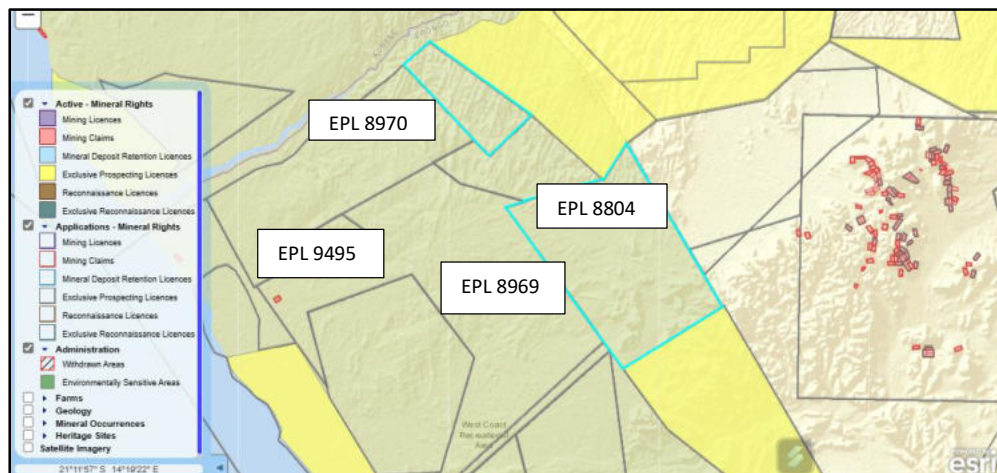 EPL 8970
EPL 8804
EPL 9495
EPL 8969
Active - Mineral Rights
Mining Licences
Mining Claims
Mineral Deposit Retention Licences
Exclusive Prospecting Licences
Reconnaissance Licences
Exclusive Reconnaissance Licences
Applications - Mineral Rights
Mining Licences
Mining Claims
Mineral Deposit Retention Licences
Exclusive Prospecting Licences
Reconnaissance Licences
Exclusive Reconnaissance Licences
Administration
Withdrawn Areas
Environmentally Sensitive Areas
Farms
Geology
Mineral Occurrences
Heritage Sites
Satellite Imagery
21°11'57" S 14°19'22" E
West Coast
Recreational
Area
esri